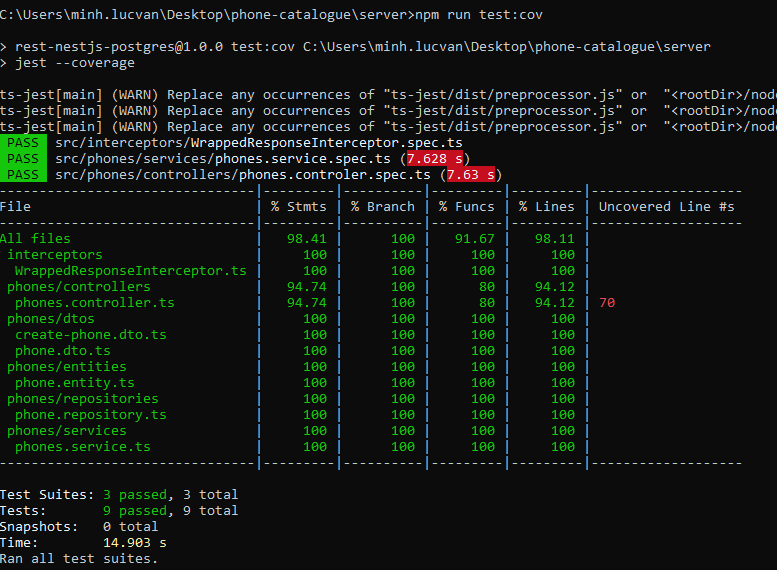 C:\Users\minh.lucvan\Desktop\phone-catalogue\server>npm run test:cov
> rest-nestjs-postgres@1.0.0 test:cov C:\Users\minh.lucvan\Desktop\phone-catalogue\server
> jest --coverage
ts-jest[main] (WARN) Replace any occurrences of "ts-jest/dist/preprocessor.js" or  "<rootDir>/node
ts-jest[main] (WARN) Replace any occurrences of "ts-jest/dist/preprocessor.js" or  "<rootDir>/nod
ts-jest[main] (WARN) Replace any occurrences of "ts-jest/dist/preprocessor.js" or  "<rootDir>/nod
PASS src/interceptors/WrappedResponseInterceptor.spec.ts
PASS src/phones/services/phones.service.spec.ts (7.628 s)
PASS src/phones/controllers/phones.controler.spec.ts (7.63 s)
--------------------------------|---------|----------|---------|---------|-------------------
File                            | % Stmts | % Branch | % Funcs | % Lines | Uncovered Line #s
--------------------------------|---------|----------|---------|---------|-------------------
All files                       |   98.41 |      100 |   91.67 |   98.11 |
 interceptors                   |     100 |      100 |     100 |     100 |
  WrappedResponseInterceptor.ts |     100 |      100 |     100 |     100 |
 phones/controllers             |   94.74 |      100 |      80 |   94.12 |
  phones.controller.ts          |   94.74 |      100 |      80 |   94.12 | 70
 phones/dtos                    |     100 |      100 |     100 |     100 |
  create-phone.dto.ts           |     100 |      100 |     100 |     100 |
  phone.dto.ts                  |     100 |      100 |     100 |     100 |
 phones/entities                |     100 |      100 |     100 |     100 |
  phone.entity.ts               |     100 |      100 |     100 |     100 |
 phones/repositories            |     100 |      100 |     100 |     100 |
  phone.repository.ts           |     100 |      100 |     100 |     100 |
 phones/services                |     100 |      100 |     100 |     100 |
  phones.service.ts             |     100 |      100 |     100 |     100 |
--------------------------------|---------|----------|---------|---------|-------------------
Test Suites: 3 passed, 3 total
Tests:       9 passed, 9 total
Snapshots:   0 total
Time:        14.903 s
Ran all test suites.